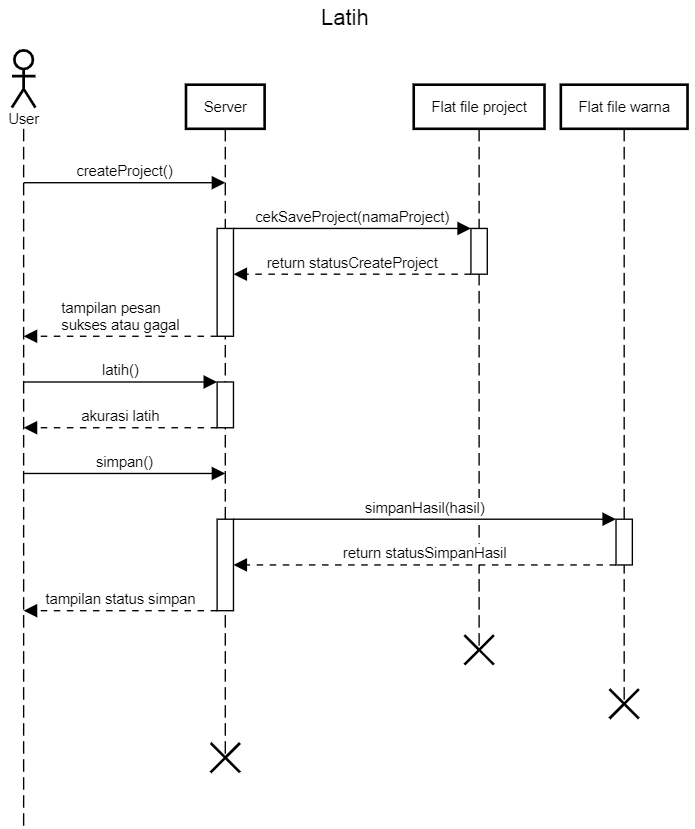 Latih
User
Server
Flat file project
Flat file warna
createProject()
cekSaveProject(namaProject)
return statusCreateProject
tampilan pesan
sukses atau gagal
latih()
akurasi latih
simpan()
simpanHasil(hasil)
return statusSimpanHasil
tampilan status simpan